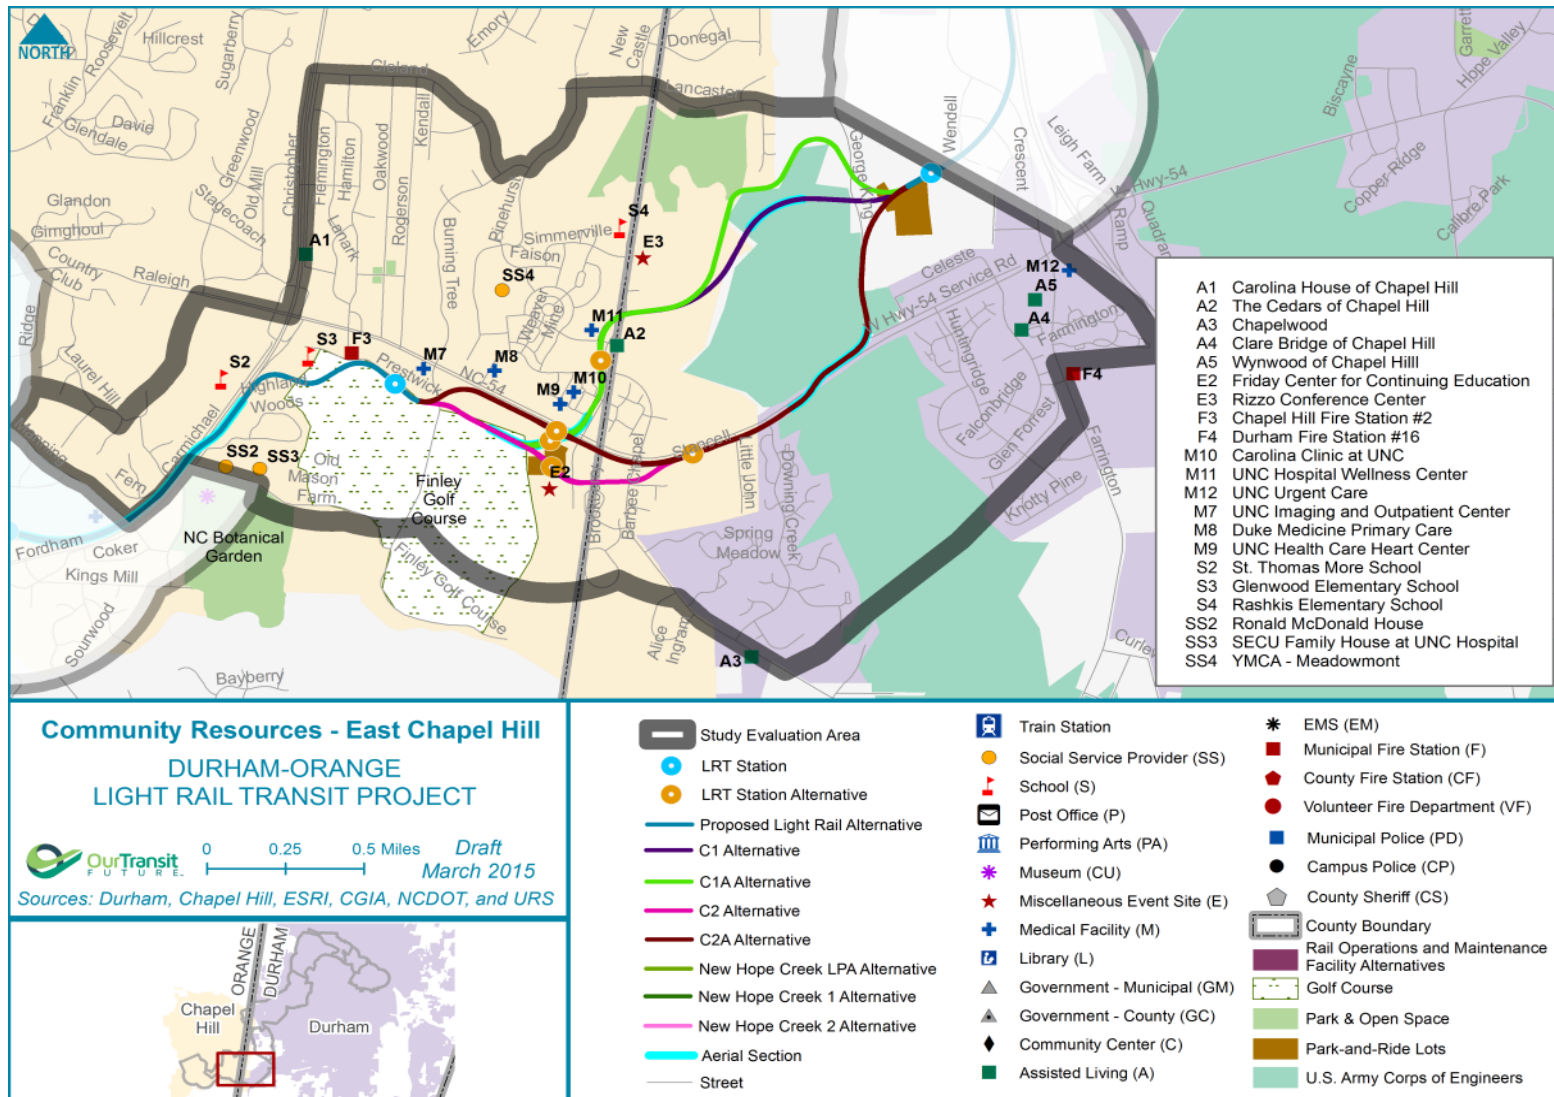 NORTH
Hillcrest
Franklin
Roosevelt
Sugarberry
Emory
New Castle
Donegal
Garrett
Hope Valley
Biscayne
Cleland
Lancaster
Davie
Glendale
Greenwood
Old Mill
Stagecoach
Christopher
Flemington
Hamilton
Oakwood
Kendall
Rogerson
Lenark
Burning Tree
Pinehurst
Wendell
George King
Crescent
Leigh Farm
W Hwy-54
Ramp
Copper Ridge
Calibre Park
Glandon
Gimghoul
Country Club
Raleigh
A1
Simmerville
Faison
S4
E3
SS4
Weaver
Mine
M11
A2
Celeste
W Hwy-54 Service Rd
M12
A5
A4
Farmington
Huntingridge
Falconbridge
Glen Forrest
Knotty Pine
Farrington
F4
Ridge
Laurel Hill
S2
S3
F3
M7
M8
M9
M10
Prestwick
NC-54
Highland Woods
Carmichael
Manning
Fern
SS2
SS3
Old Mason Farm
Finley Golf Course
E2
Barbee Chapel
Stancell
Little John
Downing Creek
Spring Meadow
NC Botanical Garden
Fordham
Coker
Kings Mill
Sourwood
Bayberry
Finley Golf Course
Alice Ingram
A3
A1 Carolina House of Chapel Hill
A2 The Cedars of Chapel Hill
A3 Chapelwood
A4 Clare Bridge of Chapel Hill
A5 Wynwood of Chapel Hilll
E2 Friday Center for Continuing Education
E3 Rizzo Conference Center
F3 Chapel Hill Fire Station #2
F4 Durham Fire Station #16
M10 Carolina Clinic at UNC
M11 UNC Hospital Wellness Center
M12 UNC Urgent Care
M7 UNC Imaging and Outpatient Center
M8 Duke Medicine Primary Care
M9 UNC Health Care Heart Center
S2 St. Thomas More School
S3 Glenwood Elementary School
S4 Rashkis Elementary School
SS2 Ronald McDonald House
SS3 SECU Family House at UNC Hospital
SS4 YMCA - Meadowmont
Community Resources - East Chapel Hill
DURHAM-ORANGE
LIGHT RAIL TRANSIT PROJECT
OurTransit
FUTURE
0 0.25 0.5 Miles
Draft
March 2015
Sources: Durham, Chapel Hill, ESRI, CGIA, NCDOT, and URS
ORANGE
DURHAM
Chapel Hill
Durham
Study Evaluation Area
LRT Station
LRT Station Alternative
Proposed Light Rail Alternative
C1 Alternative
C1A Alternative
C2 Alternative
C2A Alternative
New Hope Creek LPA Alternative
New Hope Creek 1 Alternative
New Hope Creek 2 Alternative
Aerial Section
Street
Train Station
Social Service Provider (SS)
School (S)
Post Office (P)
Performing Arts (PA)
Museum (CU)
Miscellaneous Event Site (E)
Medical Facility (M)
Library (L)
Government - Municipal (GM)
Government - County (GC)
Community Center (C)
Assisted Living (A)
EMS (EM)
Municipal Fire Station (F)
County Fire Station (CF)
Volunteer Fire Department (VF)
Municipal Police (PD)
Campus Police (CP)
County Sheriff (CS)
County Boundary
Rail Operations and Maintenance
Facility Alternatives
Golf Course
Park & Open Space
Park-and-Ride Lots
U.S. Army Corps of Engineers